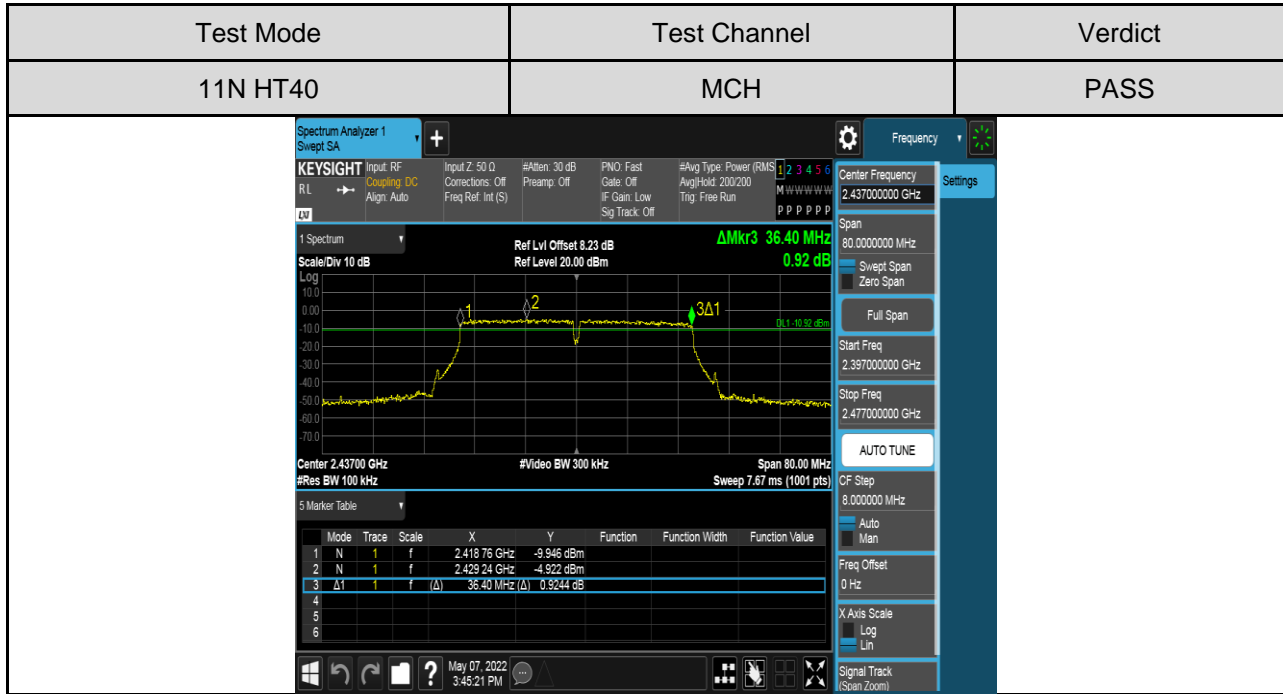 Test Mode Test Channel Verdict
11N HT40 MCH PASS
Spectrum Analyzer 1
Swept SA
+
Frequency
KEYSIGHT Input: RF Input Z: 50 Ω #Atten: 30 dB PNO: Fast #Avg Type: Power (RMS 1 2 3 4 5 6
RL Coupling: DC Corrections: Off Preamp: Off Gate: Off Avg|Hold: 200/200 M W W W W W
Align: Auto Freq Ref: Int (S) IF Gain: Low Trig: Free Run
LXI Sig Track: Off P P P P P P
1 Spectrum Ref Lvl Offset 8.23 dB ΔMkr3 36.40 MHz
Scale/Div 10 dB Ref Level 20.00 dBm 0.92 dB
Log
10.0
0.00
-10.0
-20.0
-30.0
-40.0
-50.0
-60.0
-70.0
1
2
3Δ1
DL1 -10.92 dBm
Center 2.43700 GHz #Video BW 300 kHz Span 80.00 MHz
#Res BW 100 kHz Sweep 7.67 ms (1001 pts)
5 Marker Table
Mode Trace Scale X Y Function Function Width Function Value
1 N 1 f 2.418 76 GHz -9.946 dBm
2 N 1 f 2.429 24 GHz -4.922 dBm
3 Δ1 1 f (Δ) 36.40 MHz (Δ) 0.9244 dB
4
5
6
Center Frequency
2.437000000 GHz
Settings
Span
80.0000000 MHz
Swept Span
Zero Span
Full Span
Start Freq
2.397000000 GHz
Stop Freq
2.477000000 GHz
AUTO TUNE
CF Step
8.000000 MHz
Auto
Man
Freq Offset
0 Hz
X Axis Scale
Log
Lin
Signal Track
(Span Zoom)
? May 07, 2022
3:45:21 PM